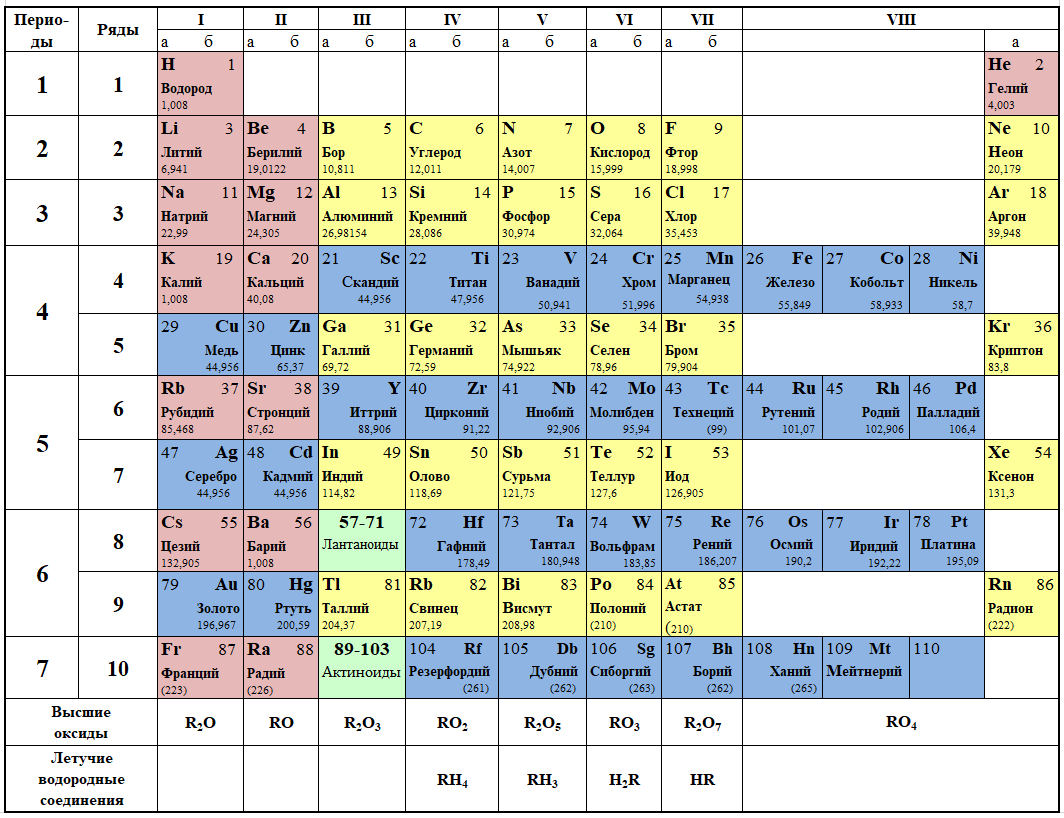 Перио-
ды Ряды I II III IV V VI VII VIII
а б а б а б а б а б а б а б а
1 1 H 1 He 2
Водород Гелий
1,008 4,003
2 2 Li 3 Be 4 B 5 C 6 N 7 O 8 F 9 Ne 10
Литий Берилий Бор Углерод Азот Кислород Фтор Неон
6,941 19,0122 10,811 12,011 14,007 15,999 18,998 20,179
3 3 Na 11 Mg 12 Al 13 Si 14 P 15 S 16 Cl 17 Ar 18
Натрий Магний Алюминий Кремний Фосфор Сера Хлор Аргон
22,99 24,305 26,98154 28,086 30,974 32,064 35,453 39,948
4 4 K 19 Ca 20 21 Sc 22 Ti 23 V 24 Cr 25 Mn 26 Fe 27 Co 28 Ni
Калий Кальций Скандий Титан Ванадий Хром Марганец Железо Кобольт Никель
1,008 40,08 44,956 47,956 50,941 51,996 54,938 55,849 58,933 58,7
5 29 Cu 30 Zn Ga 31 Ge 32 As 33 Se 34 Br 35 Kr 36
Медь Цинк Галлий Германий Мышьяк Селен Бром Криптон
44,956 65,37 69,72 72,59 74,922 78,96 79,904 83,8
5 6 Rb 37 Sr 38 39 Y 40 Zr 41 Nb 42 Mo 43 Tc 44 Ru 45 Rh 46 Pd
Рубидий Стронций Иттрий Цирконий Ниобий Молибден Технеций Рутений Родий Палладий
85,468 87,62 88,906 91,22 92,906 95,94 (99) 101,07 102,906 106,4
7 47 Ag 48 Cd In 49 Sn 50 Sb 51 Te 52 I 53 Xe 54
Серебро Кадмий Индий Олово Сурьма Теллур Иод Ксенон
44,956 44,956 114,82 118,69 121,75 127,6 126,905 131,3
6 8 Cs 55 Ba 56 57-71 72 Hf 73 Ta 74 W 75 Re 76 Os 77 Ir 78 Pt
Цезий Барий Лантаноиды Гафний Тантал Вольфрам Рений Осмий Иридий Платина
132,905 1,008 178,49 180,948 183,85 186,207 190,2 192,22 195,09
9 79 Au 80 Hg Tl 81 Rb 82 Bi 83 Po 84 At 85 Rn 86
Золото Ртуть Таллий Свинец Висмут Полоний Астат Радион
196,967 200,59 204,37 207,19 208,98 (210) (210) (222)
7 10 Fr 87 Ra 88 89-103 104 Rf 105 Db 106 Sg 107 Bh 108 Hn 109 Mt 110
Франций Радий Актиноиды Резерфордий Дубний Сиборгий Борий Ханий Мейтнерий
(223) (226) (261) (262) (263) (262) (265)
Высшие
оксиды R₂O RO R₂O₃ RO₂ R₂O₅ RO₃ R₂O₇ RO₄
Летучие
водородные RH₄ RH₃ H₂R HR
соединения